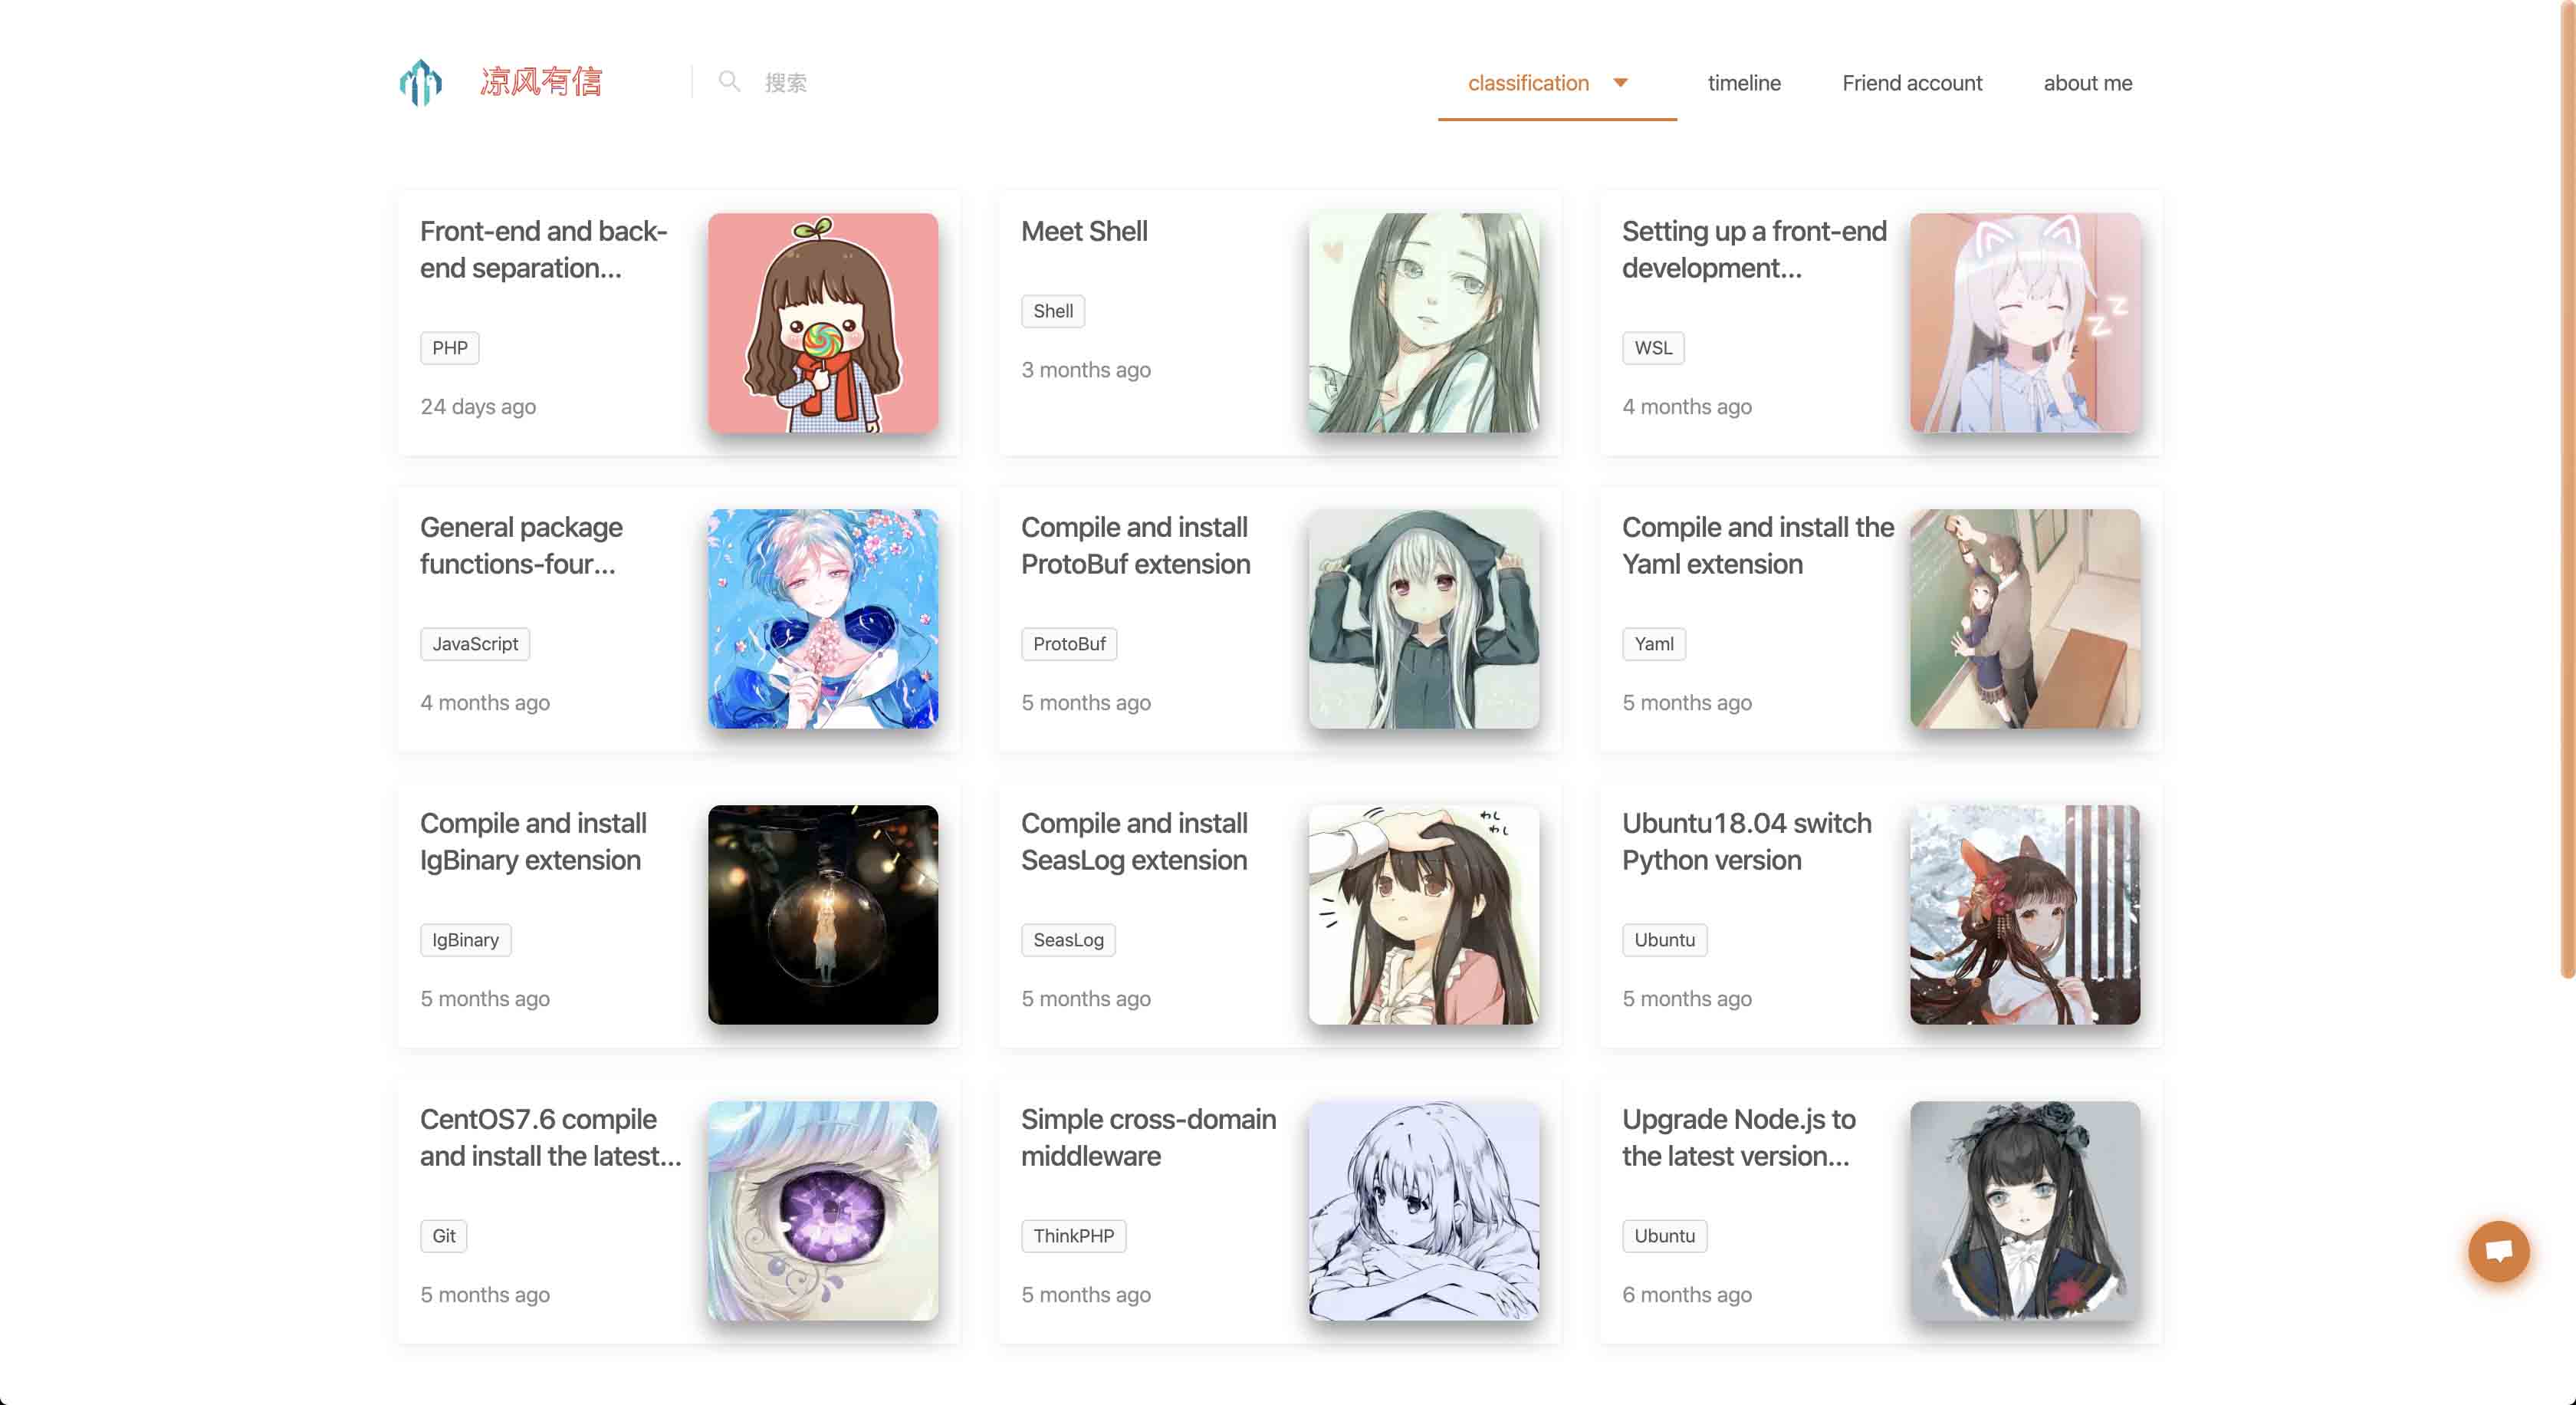 凉风有信
搜索
classification
timeline
Friend account
about me
Front-end and back-
end separation...
PHP
24 days ago
Meet Shell
Shell
3 months ago
Setting up a front-end
development...
WSL
4 months ago
z z
General package
functions-four...
JavaScript
4 months ago
Compile and install
ProtoBuf extension
ProtoBuf
5 months ago
Compile and install the
Yaml extension
Yaml
5 months ago
Compile and install
IgBinary extension
IgBinary
5 months ago
Compile and install
SeasLog extension
SeasLog
5 months ago
わし
わし
Ubuntu18.04 switch
Python version
Ubuntu
5 months ago
CentOS7.6 compile
and install the latest...
Git
5 months ago
Simple cross-domain
middleware
ThinkPHP
5 months ago
Upgrade Node.js to
the latest version...
Ubuntu
6 months ago